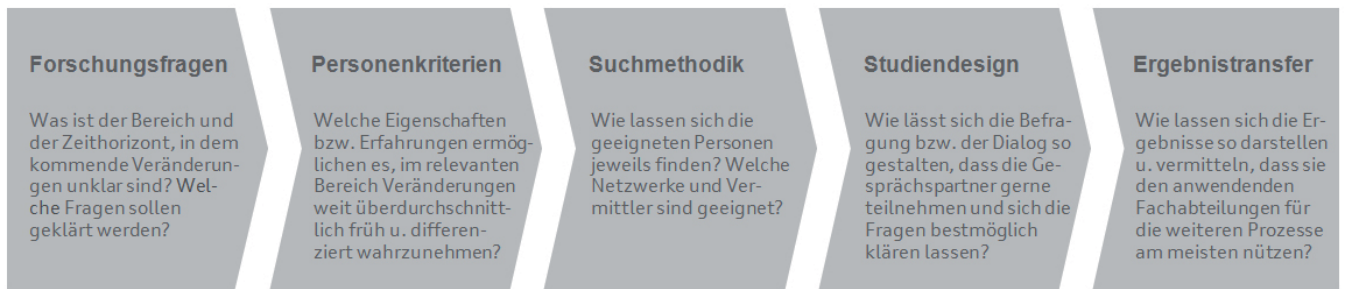 Forschungsfragen
Was ist der Bereich und
der Zeithorizont, in dem
kommende Veränderun-
gen unklar sind? Wel-
che Fragen sollen
geklärt werden?
Personenkriterien
Welche Eigenschaften
bzw. Erfahrungen ermög-
lichen es, im relevanten
Bereich Veränderungen
weit überdurchschnitt-
lich früh u. differen-
ziert wahrzunehmen?
Suchmethodik
Wie lassen sich die
geeigneten Personen
jeweils finden? Welche
Netzwerke und Ver-
mittler sind geeignet?
Studiendesign
Wie lässt sich die Befra-
gung bzw. der Dialog so
gestalten, dass die Ge-
sprächspartner gerne
teilnehmen und sich die
Fragen bestmöglich
klären lassen?
Ergebnistransfer
Wie lassen sich die Er-
gebnisse so darstellen
u. vermitteln, dass sie
den anwendenden
Fachabteilungen für
die weiteren Prozesse
am meisten nützen?